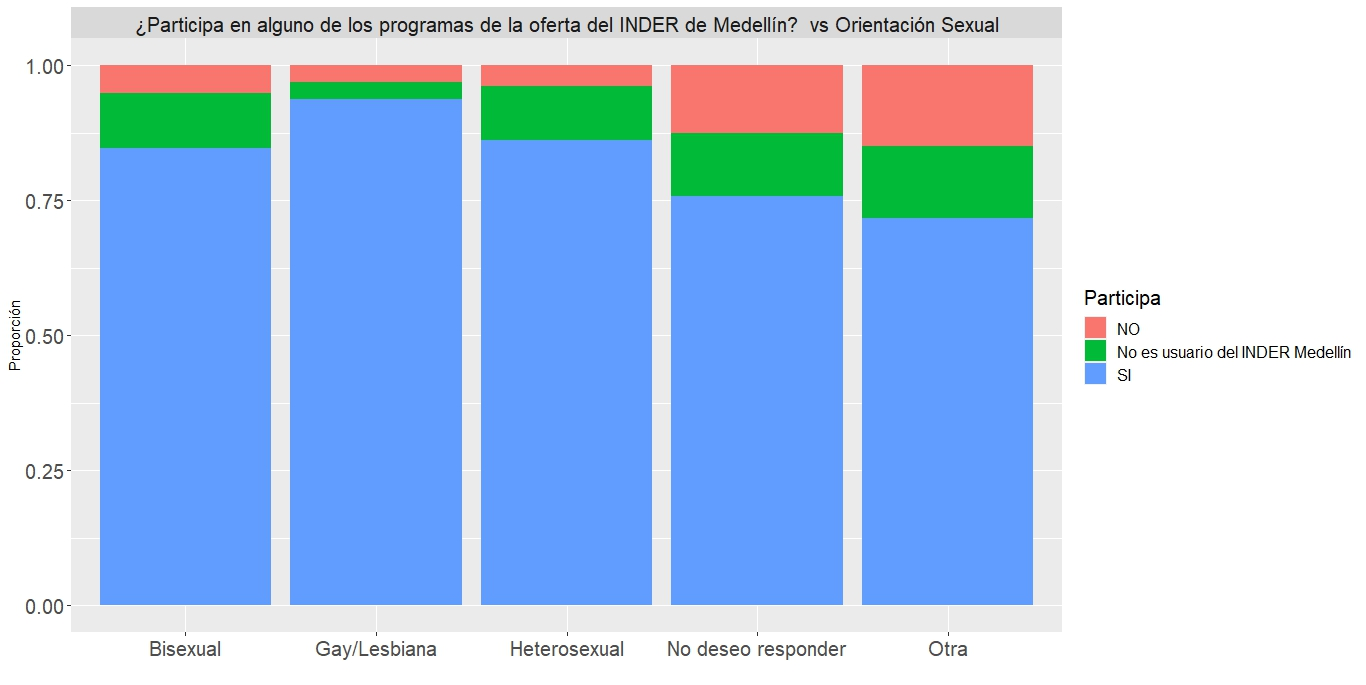 ¿Participa en alguno de los programas de la oferta del INDER de Medellín?  vs Orientación Sexual
1.00
0.75
0.50
0.25
0.00
Proporción
Bisexual
Gay/Lesbiana
Heterosexual
No deseo responder
Otra
Participa
NO
No es usuario del INDER Medellín
SI